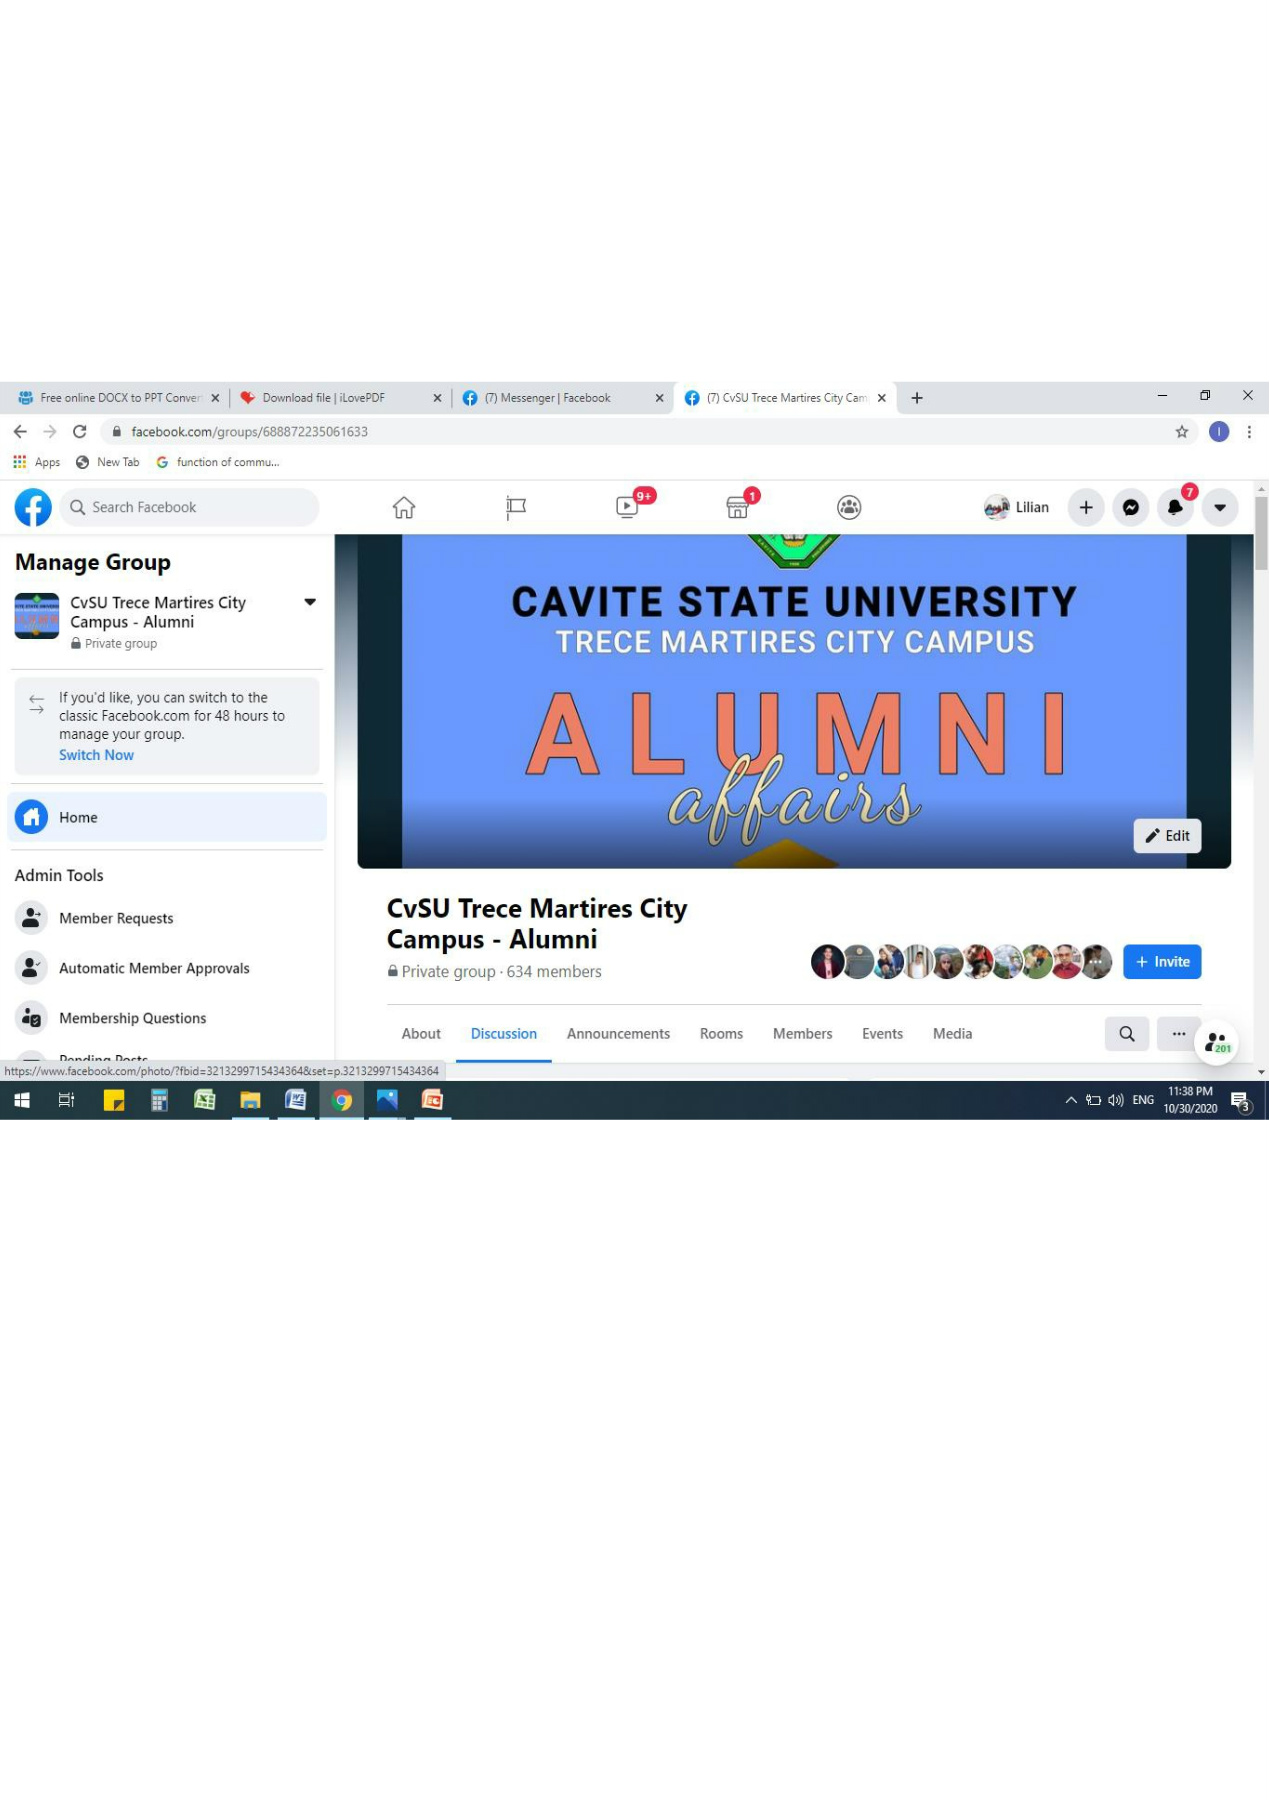 Free online DOCX to PPT Conver
Download file | iLovePDF
(7) Messenger | Facebook
(7) CvSU Trece Martires City Cam
facebook.com/groups/688872235061633
I
Apps
New Tab
function of commu...
Search Facebook
9+
1
Lilian
7
Manage Group
CvSU Trece Martires City
Campus - Alumni
Private group
If you'd like, you can switch to the
classic Facebook.com for 48 hours to
manage your group.
Switch Now
Home
Admin Tools
Member Requests
Automatic Member Approvals
Membership Questions
Pending Posts
CAVITE STATE UNIVERSITY
TRECE MARTIRES CITY CAMPUS
ALUMNI
affairs
Edit
CvSU Trece Martires City
Campus - Alumni
Private group · 634 members
+ Invite
About
Discussion
Announcements
Rooms
Members
Events
Media
201
https://www.facebook.com/photo/?fbid=3213299715434364&set=p.3213299715434364
ENG
11:38 PM
10/30/2020
3